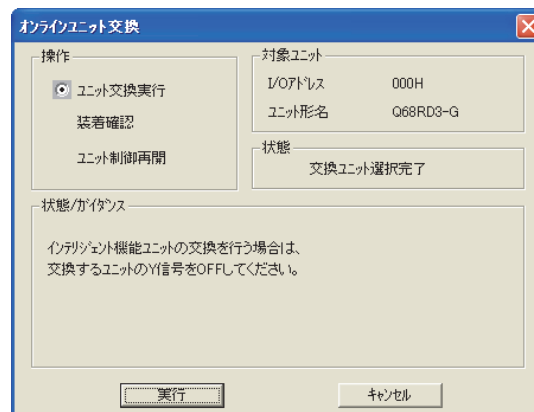 オンラインユニット交換
操作
ユニット交換実行
装着確認
ユニット制御再開
対象ユニット
I/Oアドレス 000H
ユニット形名 Q68RD3-G
状態
交換ユニット選択完了
状態/ガイダンス
インテリジェント機能ユニットの交換を行う場合は、
交換するユニットのY信号をOFFしてください。
実行 キャンセル